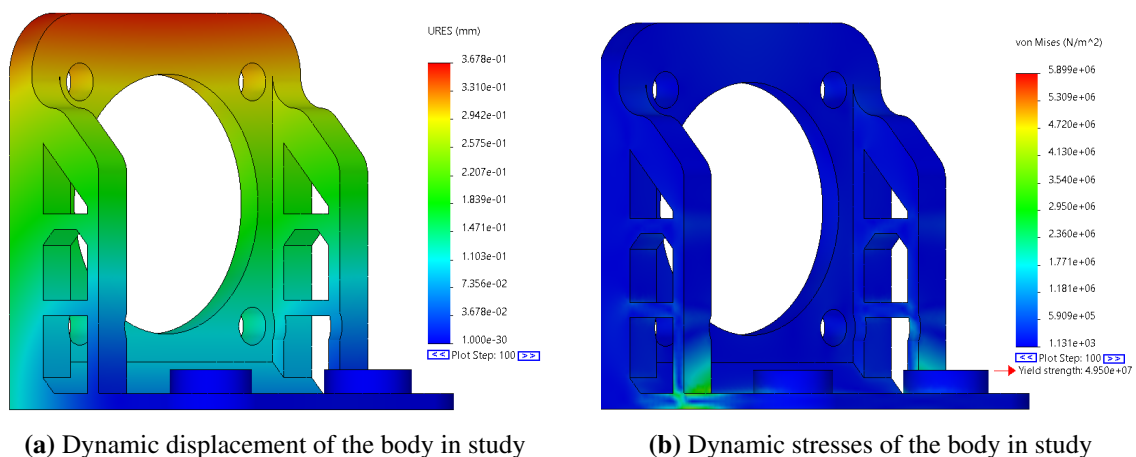 URES (mm)
3.678e-01
3.310e-01
2.942e-01
2.575e-01
2.207e-01
1.839e-01
1.471e-01
1.103e-01
7.356e-02
3.678e-02
1.000e-30
<< Plot Step: 100 >>
von Mises (N/m^2)
5.899e+06
5.309e+06
4.720e+06
4.130e+06
3.540e+06
2.950e+06
2.360e+06
1.771e+06
1.181e+06
5.909e+05
1.131e+03
<< Plot Step: 100 >>
Yield strength: 4.950e+07
(a) Dynamic displacement of the body in study
(b) Dynamic stresses of the body in study